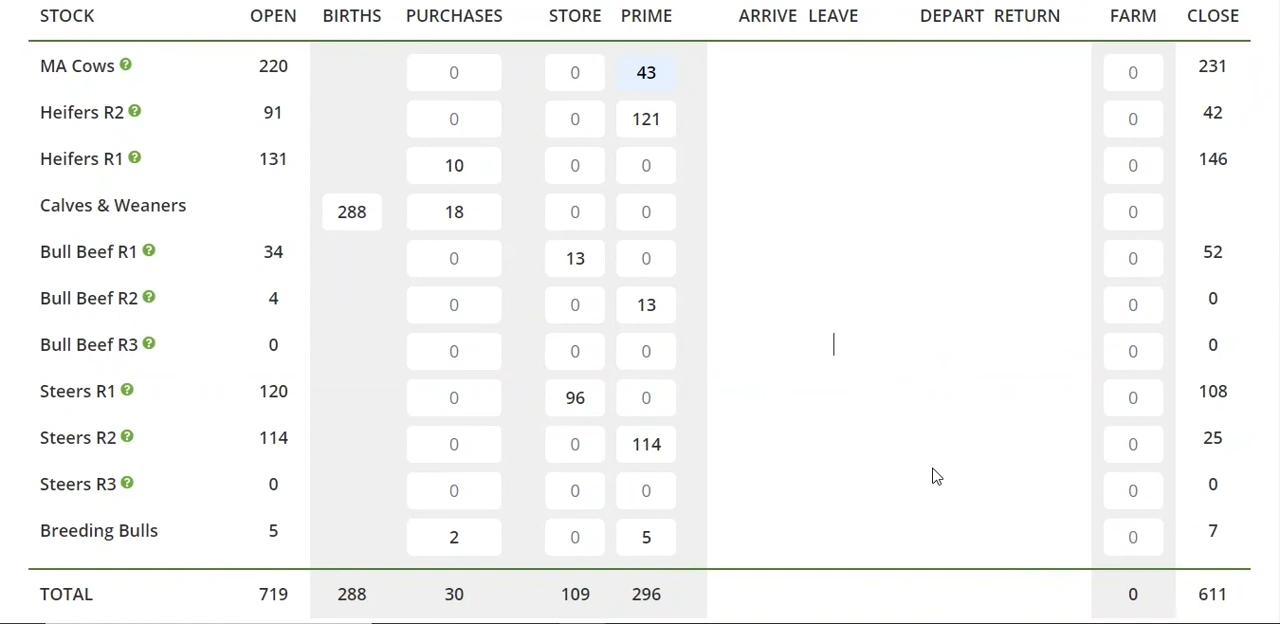 STOCK OPEN BIRTHS PURCHASES STORE PRIME ARRIVE LEAVE DEPART RETURN FARM CLOSE
MA Cows ? 220 0 0 43 0 231
Heifers R2 ? 91 0 0 121 0 42
Heifers R1 ? 131 10 0 0 0 146
Calves & Weaners 288 18 0 0 0
Bull Beef R1 ? 34 0 13 0 0 52
Bull Beef R2 ? 4 0 0 13 0 0
Bull Beef R3 ? 0 0 0 0 0 0
Steers R1 ? 120 0 96 0 0 108
Steers R2 ? 114 0 0 114 0 25
Steers R3 ? 0 0 0 0 0 0
Breeding Bulls 5 2 0 5 0 7
TOTAL 719 288 30 109 296 0 611